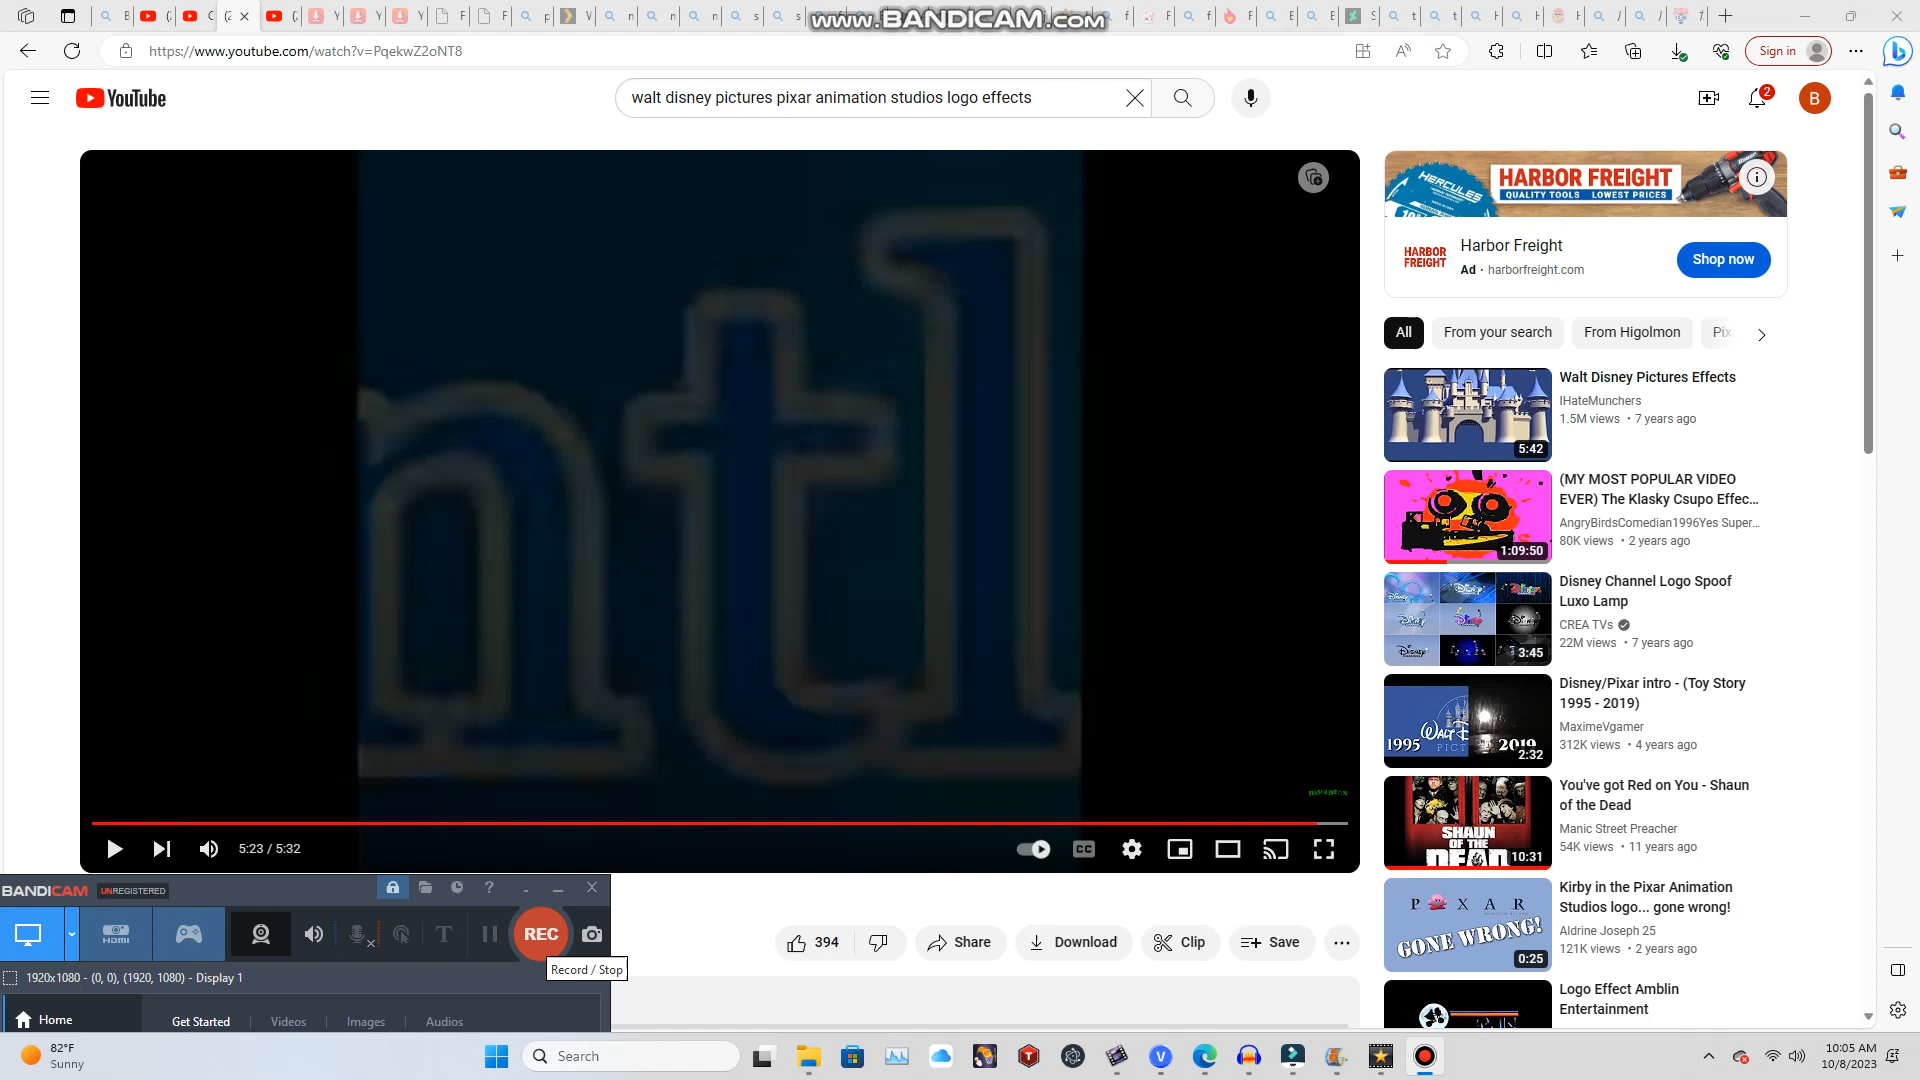 www.BANDICAM.com
https://www.youtube.com/watch?v=PqekwZ2oNT8
Sign in
YouTube
walt disney pictures pixar animation studios logo effects
2
B
ntl
HERCULES
HARBOR FREIGHT
QUALITY TOOLS LOWEST PRICES
HARBOR FREIGHT
Harbor Freight
Ad · harborfreight.com
Shop now
All
From your search
From Higolmon
Pix
Walt Disney Pictures Effects
IHateMunchers
1.5M views • 7 years ago
5:42
(MY MOST POPULAR VIDEO
EVER) The Klasky Csupo Effec...
AngryBirdsComedian1996Yes Super...
80K views • 2 years ago
1:09:50
Disney Channel Logo Spoof
Luxo Lamp
CREA TVs
22M views • 7 years ago
3:45
Disney/Pixar intro - (Toy Story
1995 - 2019)
MaximeVgamer
312K views • 4 years ago
1995
2019
2:32
You've got Red on You - Shaun
of the Dead
Manic Street Preacher
54K views • 11 years ago
SHAUN
OF THE
DEAD
10:31
Kirby in the Pixar Animation
Studios logo... gone wrong!
Aldrine Joseph 25
121K views • 2 years ago
P X A R
GONE WRONG!
0:25
Logo Effect Amblin
Entertainment
5:23 / 5:32
CC
394
Share
Download
Clip
Save
BANDICAM
UNREGISTERED
HDMI
REC
Record / Stop
1920x1080 - (0, 0), (1920, 1080) - Display 1
Home
Get Started
Videos
Images
Audios
82°F
Sunny
Search
10:05 AM
10/8/2023